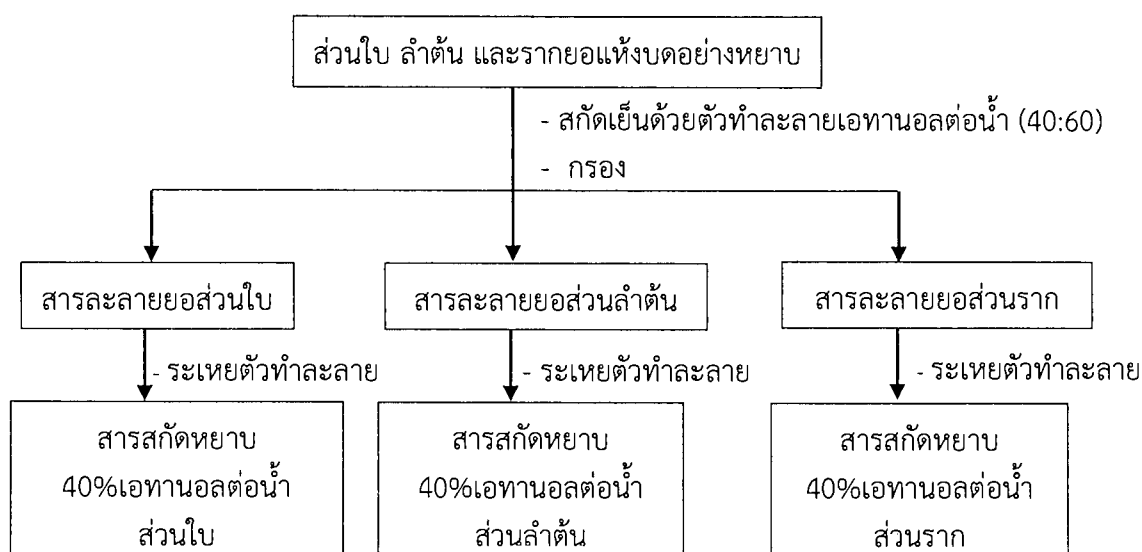 ส่วนใบ ลำต้น และรากยอแห้งบดอย่างหยาบ
- สกัดเย็นด้วยตัวทำละลายเอทานอลต่อน้ำ (40:60)
- กรอง
สารละลายยอส่วนใบ
สารละลายยอส่วนลำต้น
สารละลายยอส่วนราก
- ระเหยตัวทำละลาย
- ระเหยตัวทำละลาย
- ระเหยตัวทำละลาย
สารสกัดหยาบ
40%เอทานอลต่อน้ำ
ส่วนใบ
สารสกัดหยาบ
40%เอทานอลต่อน้ำ
ส่วนลำต้น
สารสกัดหยาบ
40%เอทานอลต่อน้ำ
ส่วนราก